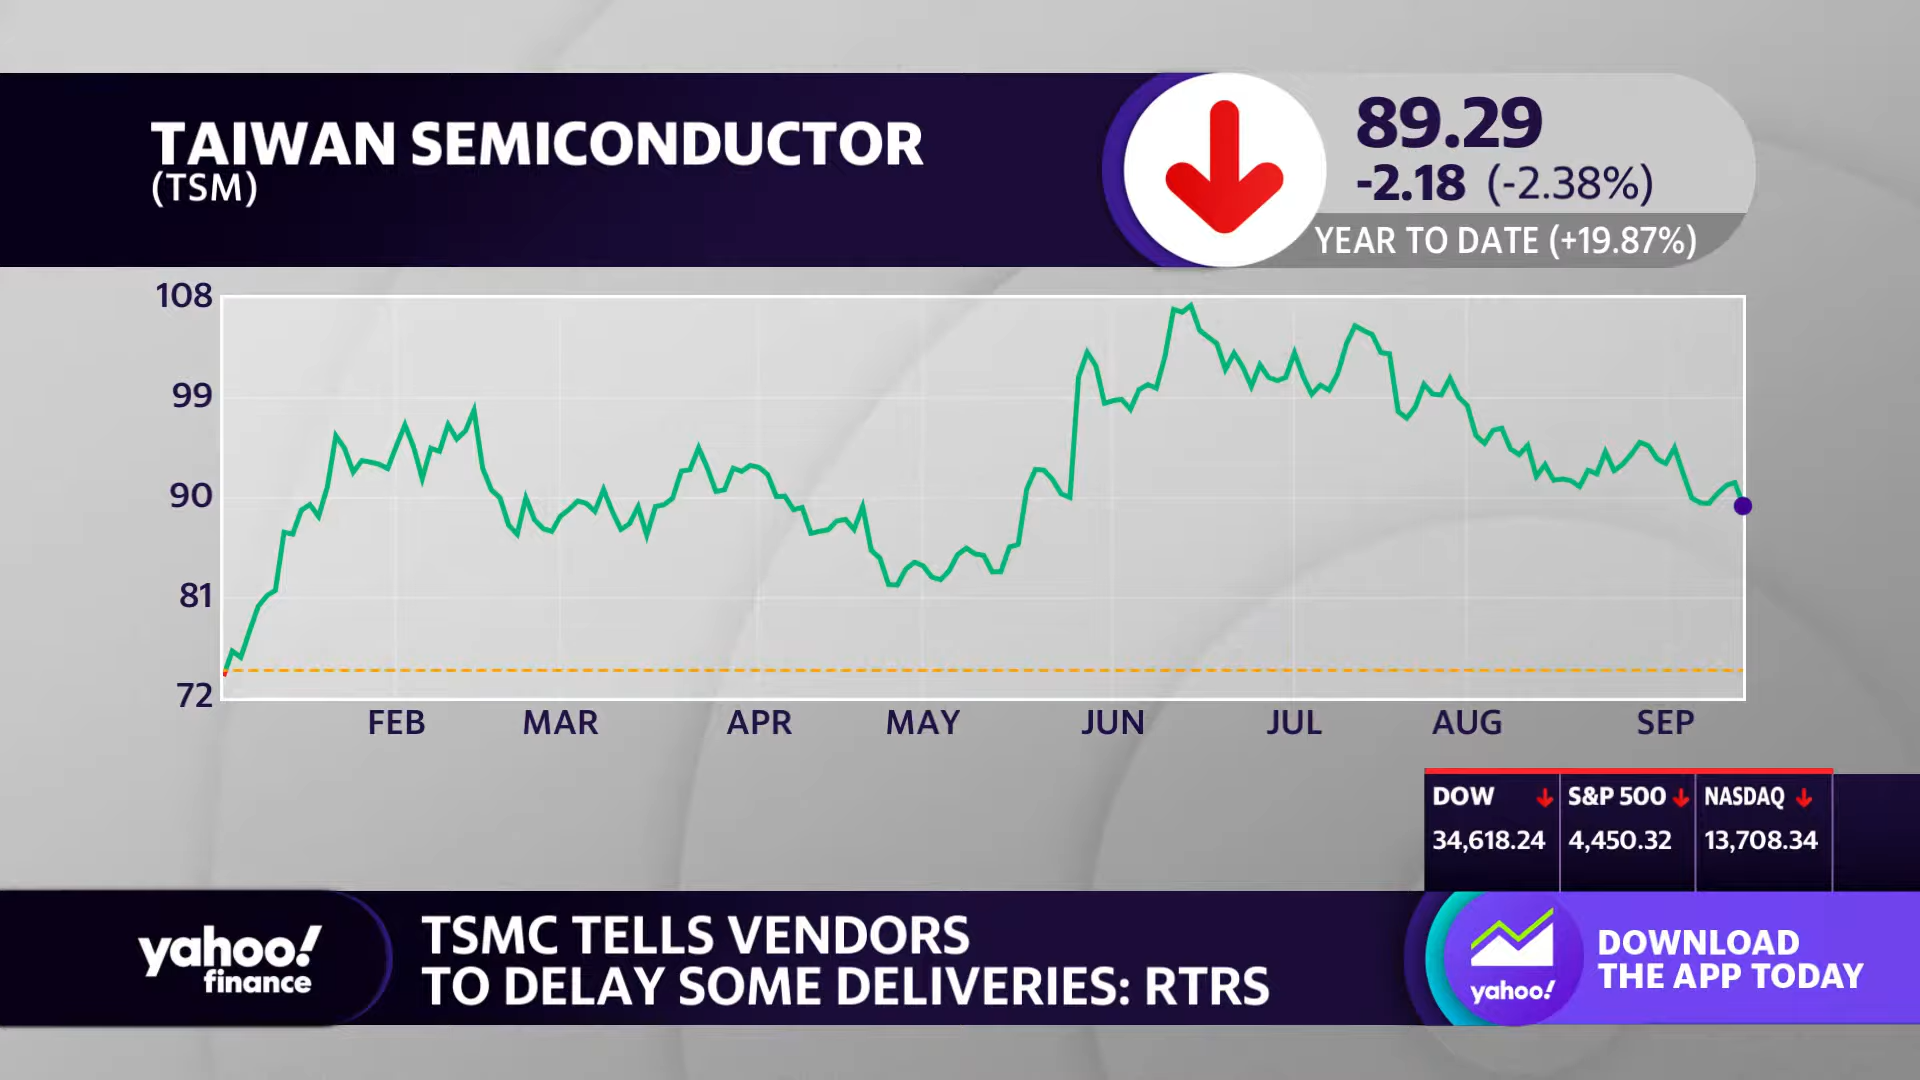 TAIWAN SEMICONDUCTOR
(TSM)
89.29
-2.18 (-2.38%)
YEAR TO DATE (+19.87%)
108
99
90
81
72
FEB MAR APR MAY JUN JUL AUG SEP
DOW S&P 500 NASDAQ
34,618.24 4,450.32 13,708.34
yahoo!
finance
TSMC TELLS VENDORS
TO DELAY SOME DELIVERIES: RTRS
yahoo!
DOWNLOAD
THE APP TODAY